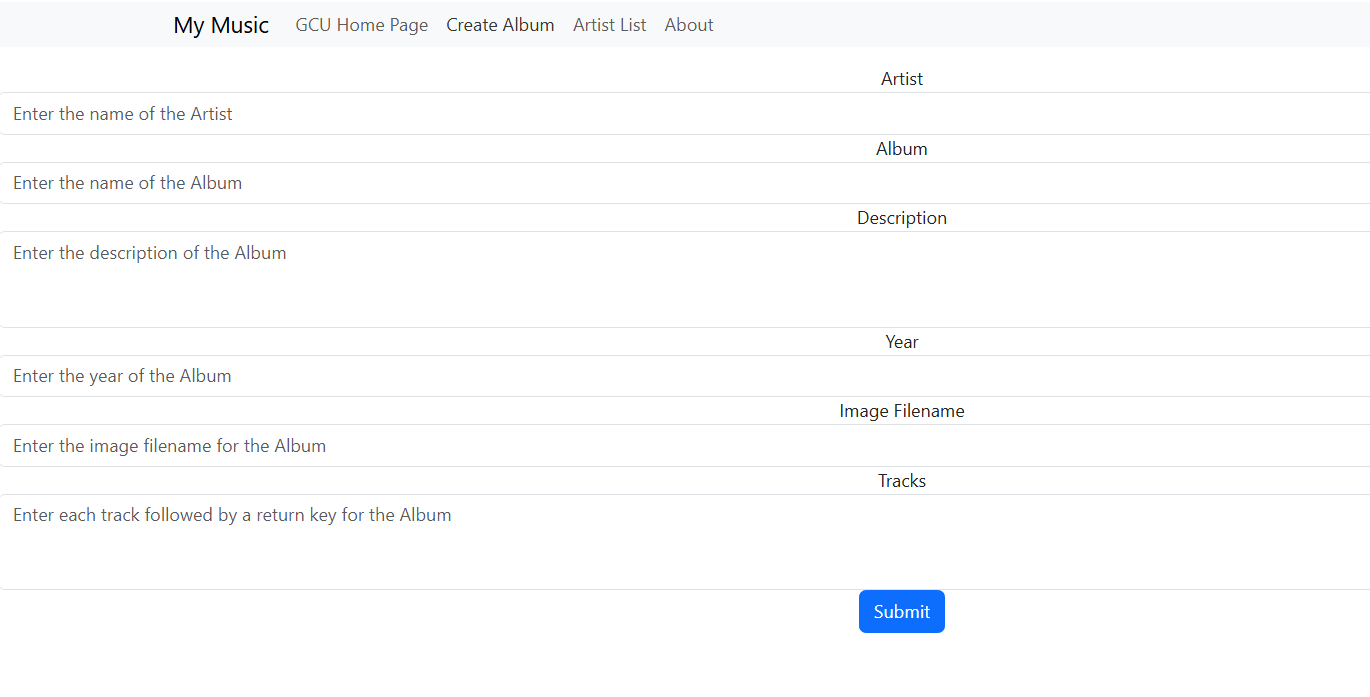 My Music GCU Home Page Create Album Artist List About
Artist
Enter the name of the Artist
Album
Enter the name of the Album
Description
Enter the description of the Album
Year
Enter the year of the Album
Image Filename
Enter the image filename for the Album
Tracks
Enter each track followed by a return key for the Album
Submit